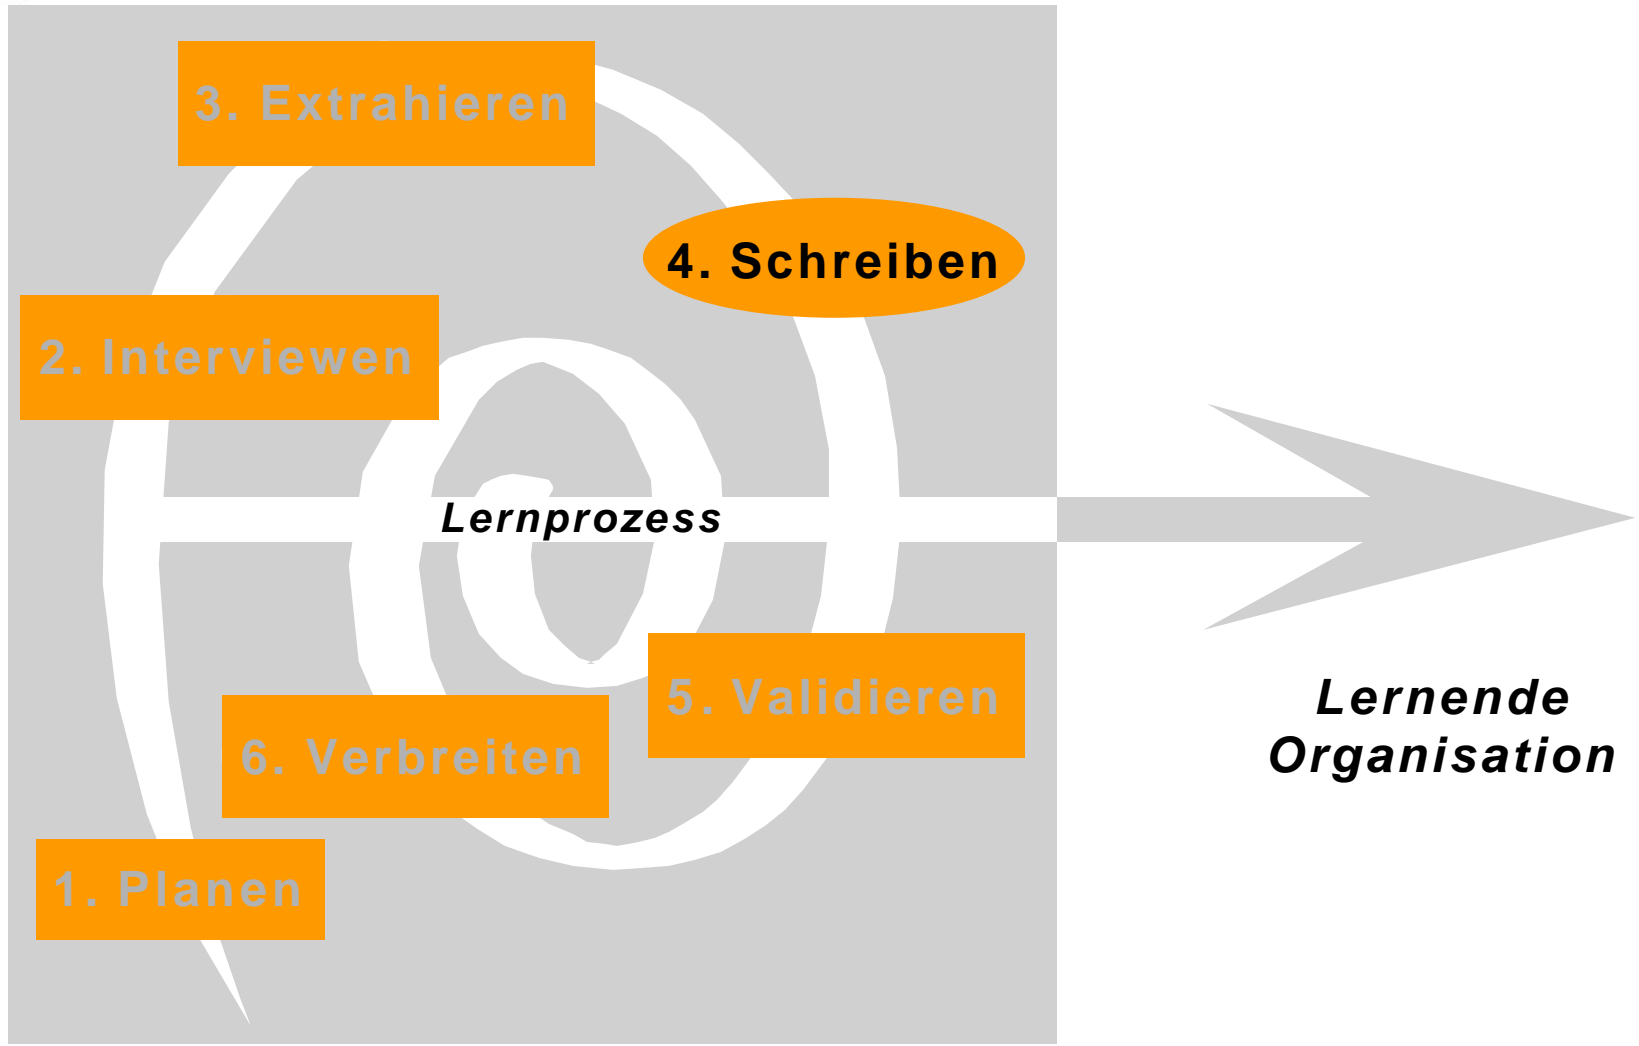 3. Extrahieren
4. Schreiben
2. Interviewen
Lernprozess
5. Validieren
6. Verbreiten
1. Planen
Lernende
Organisation